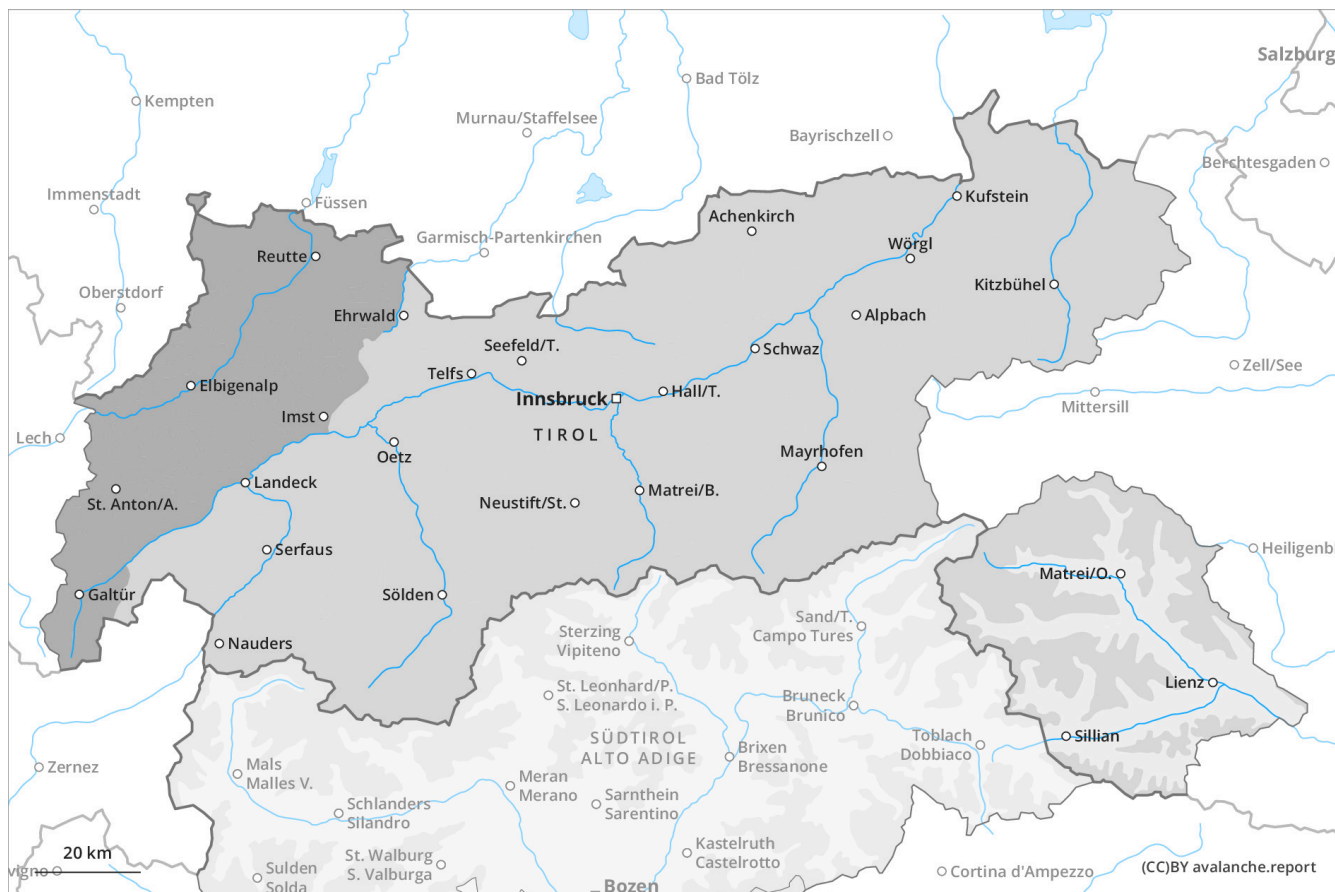 Salzburg
Bad Tölz
Kempten
Murnau/Staffelsee
Bayrischzell
Berchtesgaden
Immenstadt
Füssen
Kufstein
Achenkirch
Garmisch-Partenkirchen
Wörgl
Reutte
Kitzbühel
Oberstdorf
Ehrwald
Alpbach
Seefeld/T.
Schwaz
Zell/See
Telfs
Elbigenalp
Hall/T.
Innsbruck
Mittersill
Imst
Lech
TIROL
Oetz
Mayrhofen
Landeck
St. Anton/A.
Matrei/B.
Neustift/St.
Serfaus
Heiligenb
Matrei/O.
Galtür
Sölden
Sand/T.
Campo Tures
Sterzing
Vipiteno
Nauders
Lienz
St. Leonhard/P.
S. Leonardo i. P.
Bruneck
Brunico
SÜDTIROL
ALTO ADIGE
Toblach
Dobbiaco
Sillian
Brixen
Bressanone
Zernez
Mals
Malles V.
Meran
Merano
Schlanders
Silandro
Sarnthein
Sarentino
Kastelruth
Castelrotto
20 km
St. Walburg
S. Valburga
vigno
Sulden
Solda
Cortina d'Ampezzo
(CC)BY avalanche.report
Bozen